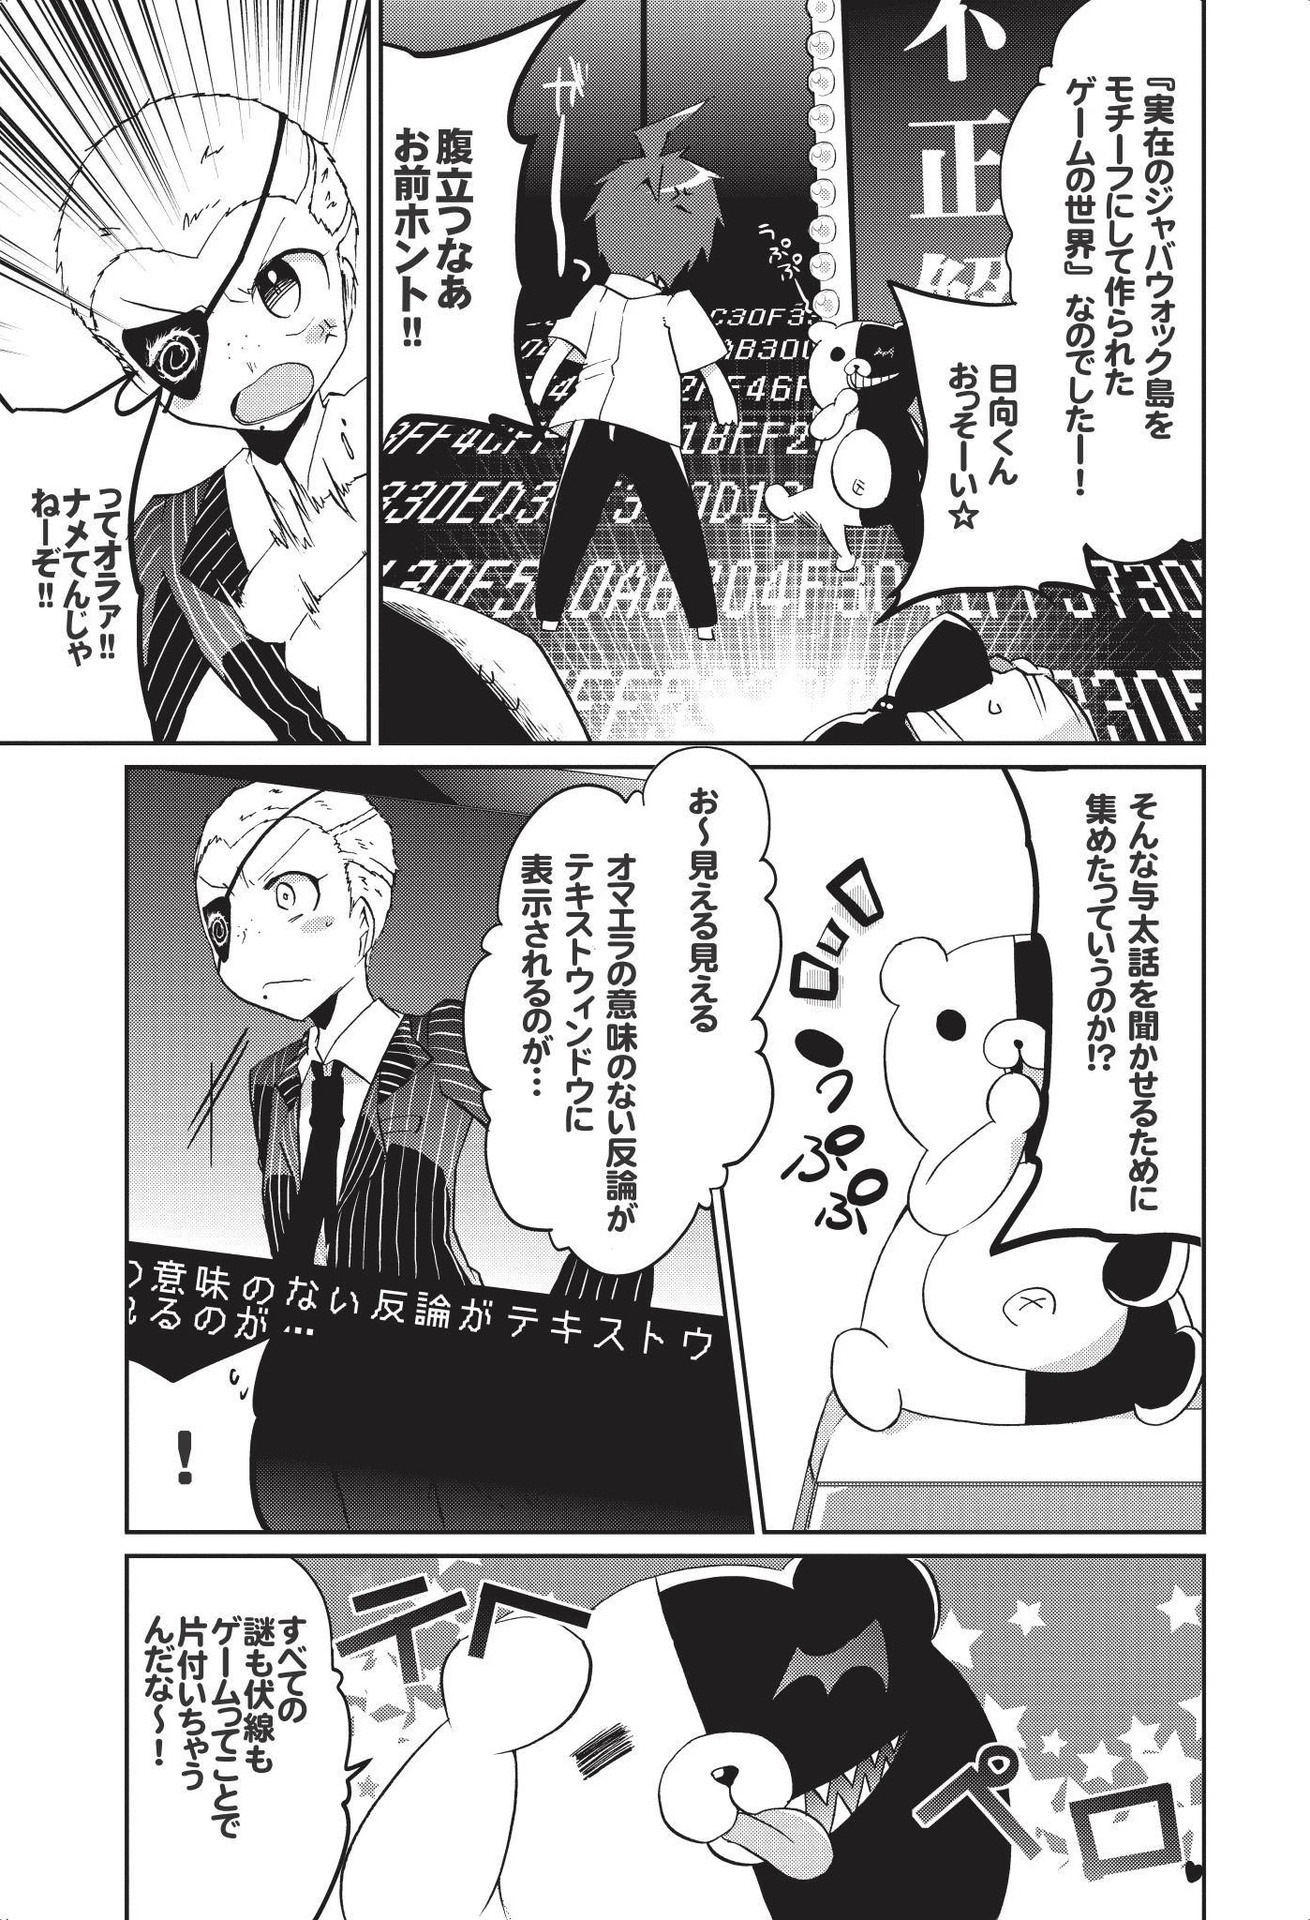 『実在のジャバウォック島を
モチーフにして作られた
ゲームの世界』なのでしたー！
不正
日向くん
おっそーい☆
うぷぷ
C30F33
AB300
2AF46F
1BFF2
腹立つなぁ
お前ホント!!
ってオラァ!!
ナメてんじゃ
ねーぞ!!
そんな与太話を聞かせるために
集めたっていうのか!?
うぷぷぷ
お～見える見える
オマエラの意味のない反論が
テキストウィンドウに
表示されるのが…
の意味のない反論がテキストウ
れるのが…
！
テヘペロ
すべての
謎も伏線も
ゲームってことで
片付いちゃう
んだな～！